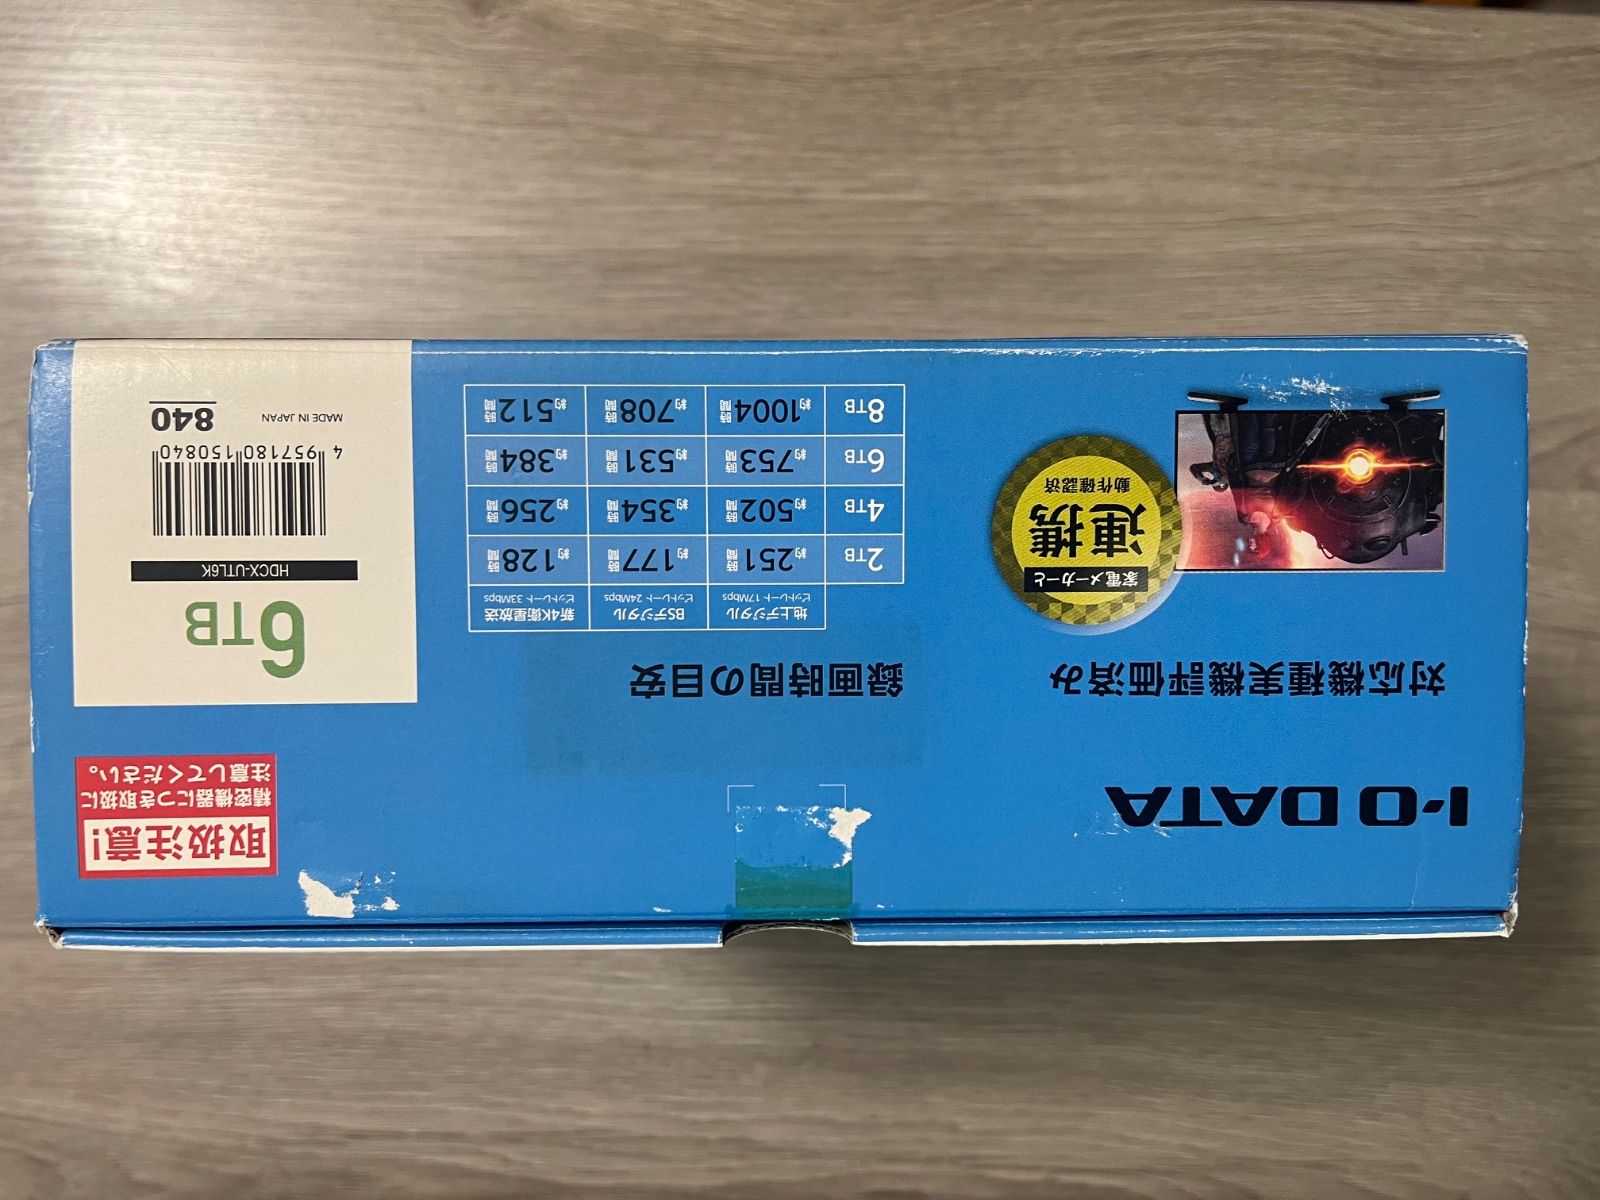 I-O DATA
取扱注意!
精密機器につき取扱に
注意してください。
対応機種実機評価済み
家電メーカーと
連携
動作確認済
録画時間の目安
地上デジタル BSデジタル 新4K衛星放送
ビットレート 17Mbps ビットレート 24Mbps ビットレート 33Mbps
2TB 約251時間 約177時間 約128時間
4TB 約502時間 約354時間 約256時間
6TB 約753時間 約531時間 約384時間
8TB 約1004時間 約708時間 約512時間
6TB
HDCX-UTL6K
4 957180 150840
MADE IN JAPAN 840